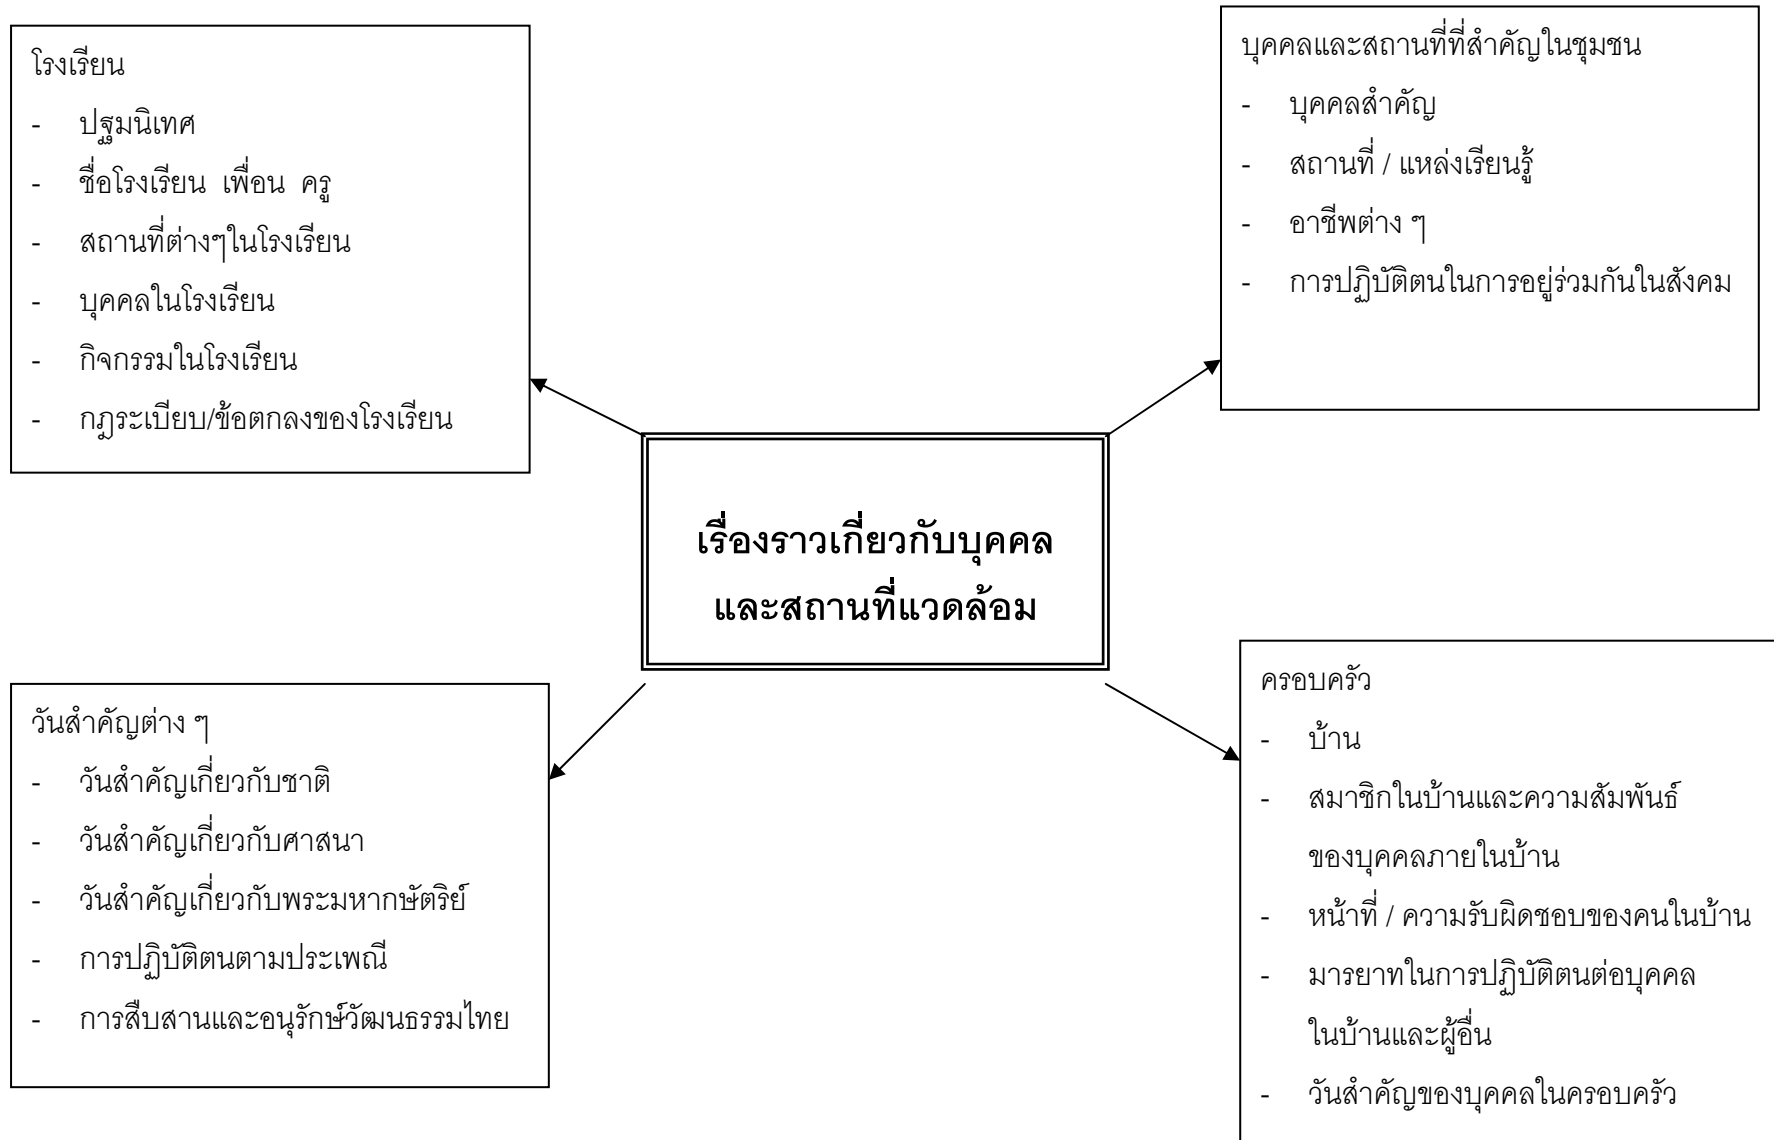 โรงเรียน
- ปฐมนิเทศ
- ชื่อโรงเรียน เพื่อน ครู
- สถานที่ต่างๆในโรงเรียน
- บุคคลในโรงเรียน
- กิจกรรมในโรงเรียน
- กฎระเบียบ/ข้อตกลงของโรงเรียน
บุคคลและสถานที่ที่สำคัญในชุมชน
- บุคคลสำคัญ
- สถานที่ / แหล่งเรียนรู้
- อาชีพต่าง ๆ
- การปฏิบัติตนในการอยู่ร่วมกันในสังคม
เรื่องราวเกี่ยวกับบุคคล
และสถานที่แวดล้อม
วันสำคัญต่าง ๆ
- วันสำคัญเกี่ยวกับชาติ
- วันสำคัญเกี่ยวกับศาสนา
- วันสำคัญเกี่ยวกับพระมหากษัตริย์
- การปฏิบัติตนตามประเพณี
- การสืบสานและอนุรักษ์วัฒนธรรมไทย
ครอบครัว
- บ้าน
- สมาชิกในบ้านและความสัมพันธ์
ของบุคคลภายในบ้าน
- หน้าที่ / ความรับผิดชอบของคนในบ้าน
- มารยาทในการปฏิบัติตนต่อบุคคล
ในบ้านและผู้อื่น
- วันสำคัญของบุคคลในครอบครัว